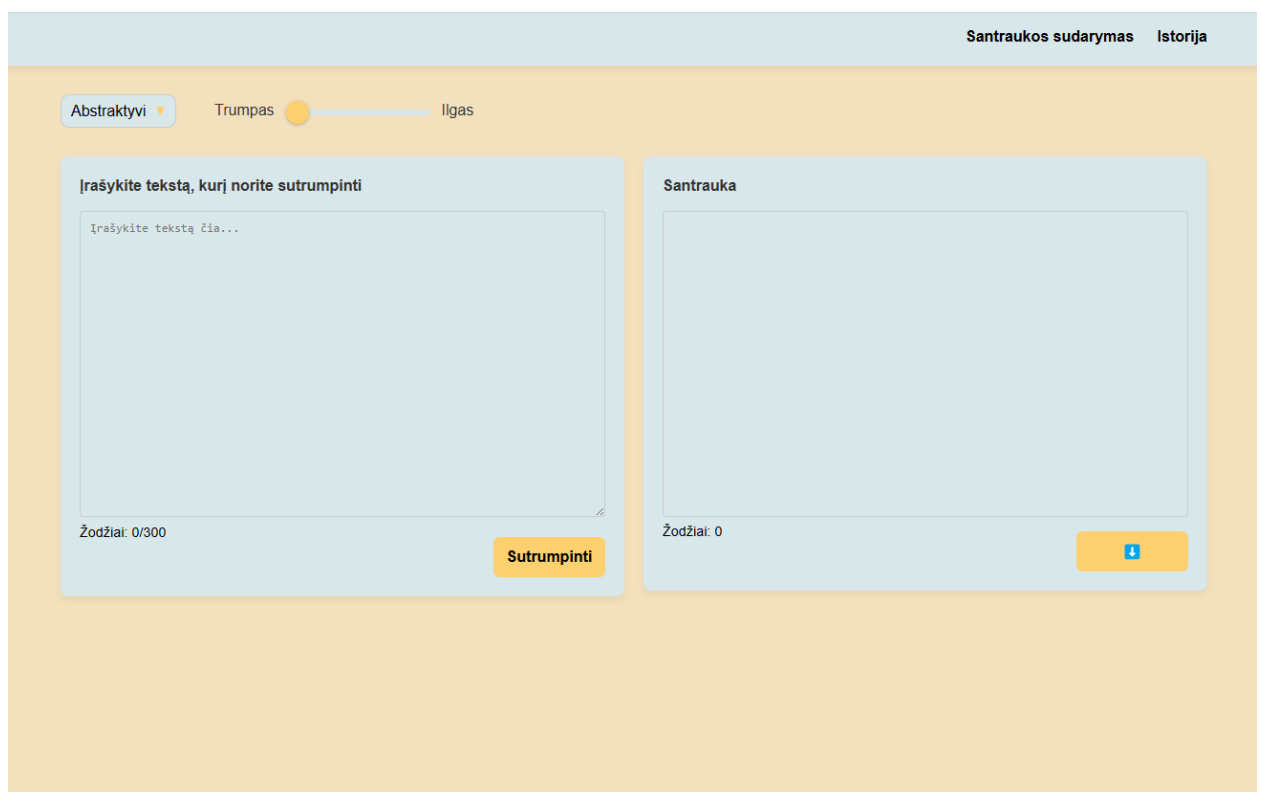 Santraukos sudarymas Istorija
Abstraktyvi ▼ Trumpas Ilgas
Įrašykite tekstą, kurį norite sutrumpinti
Įrašykite tekstą čia...
Žodžiai: 0/300
Sutrumpinti
Santrauka
Žodžiai: 0